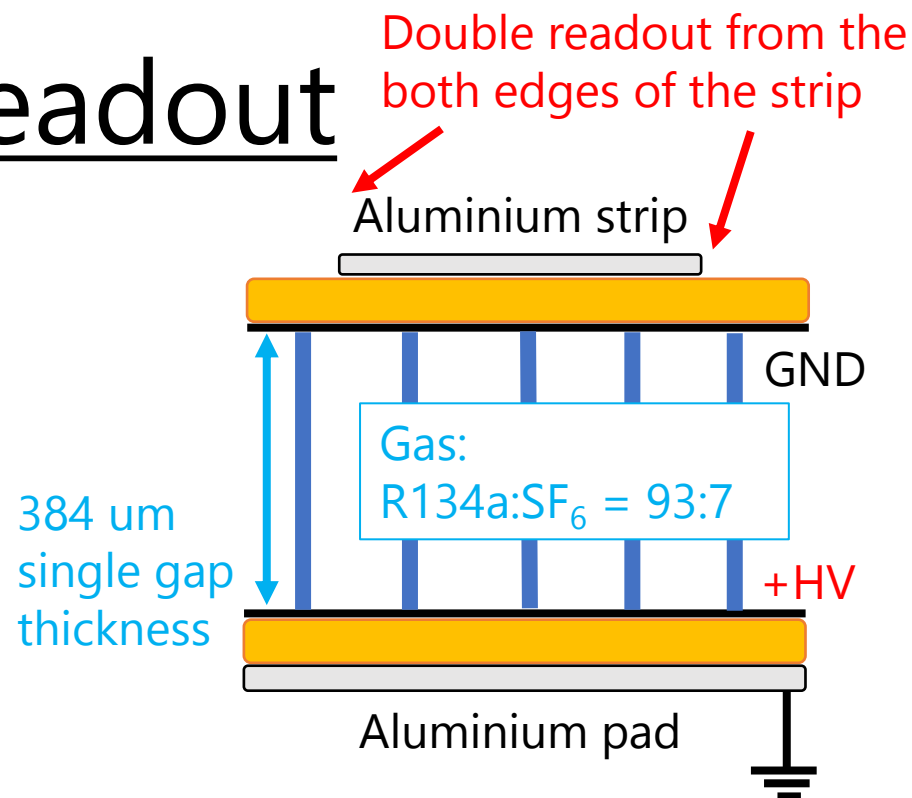 eadout
Double readout from the
both edges of the strip
Aluminium strip
GND
Gas:
R134a:SF₆ = 93:7
384 um
single gap
thickness
+HV
Aluminium pad